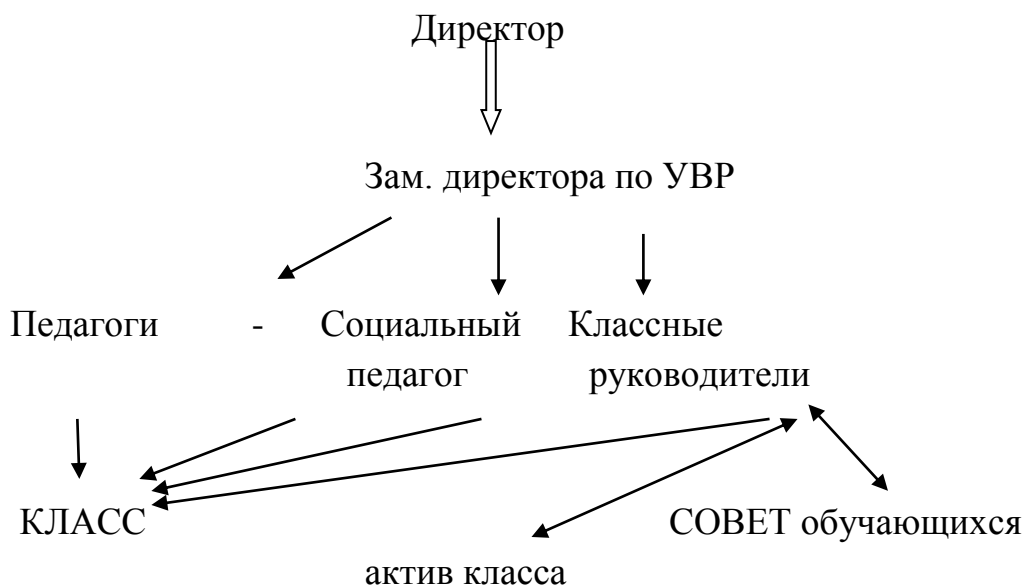 Директор
Зам. директора по УВР
Педагоги - Социальный Классные
педагог руководители
КЛАСС СОВЕТ обучающихся
актив класса